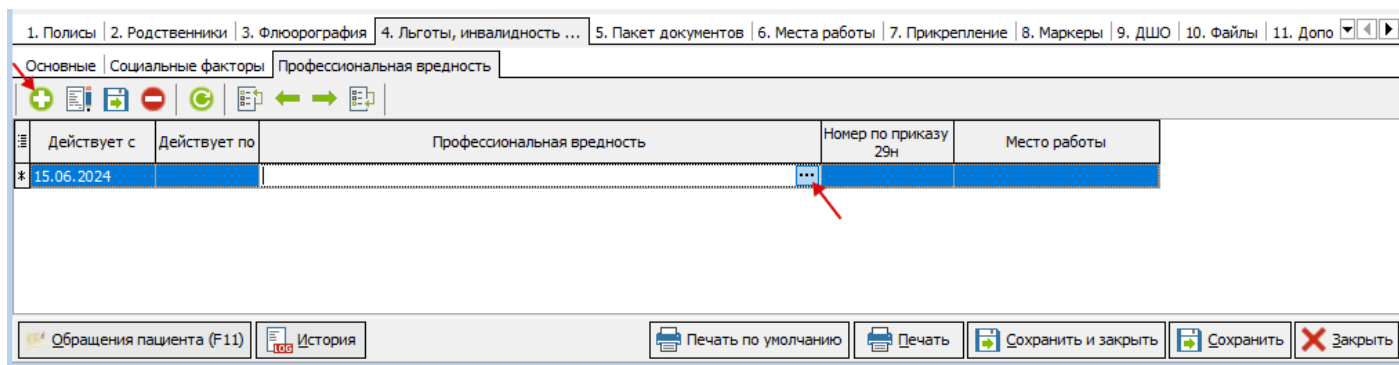 1. Полисы 2. Родственники 3. Флюорография 4. Льготы, инвалидность ... 5. Пакет документов 6. Места работы 7. Прикрепление 8. Маркеры 9. ДШО 10. Файлы 11. Допо
Основные Социальные факторы Профессиональная вредность
Действует с Действует по Профессиональная вредность Номер по приказу 29н Место работы
* 15.06.2024 ...
Обращения пациента (F11) LOG История Печать по умолчанию Печать Сохранить и закрыть Сохранить Закрыть